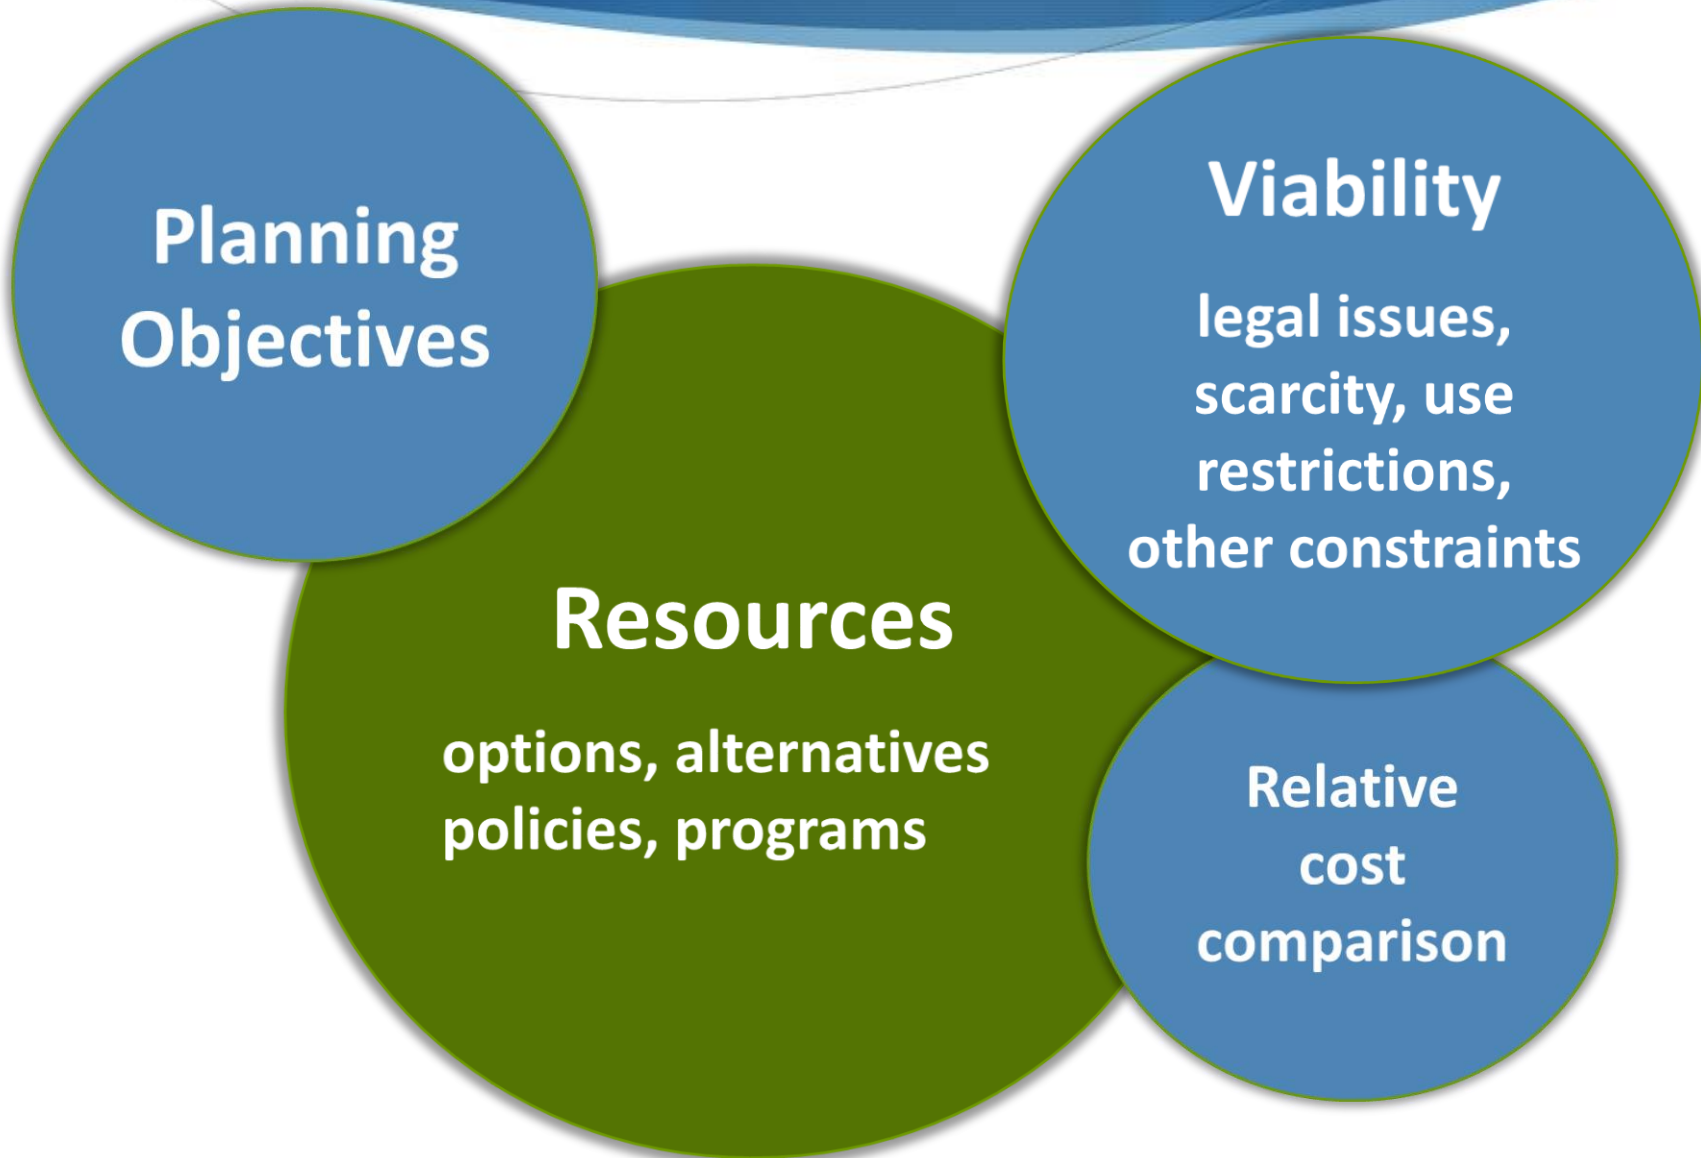 Planning
Objectives
Viability
legal issues,
scarcity, use
restrictions,
other constraints
Resources
options, alternatives
policies, programs
Relative
cost
comparison